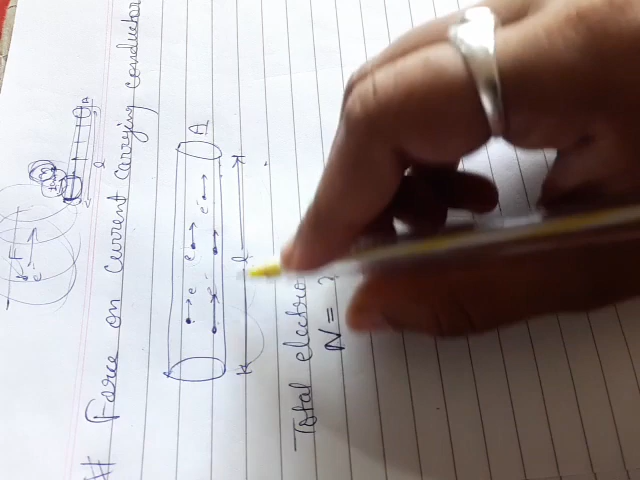 # Force on current carrying conductor
A
e
e
e
l
Total electro
N = ?
A
l
F
e